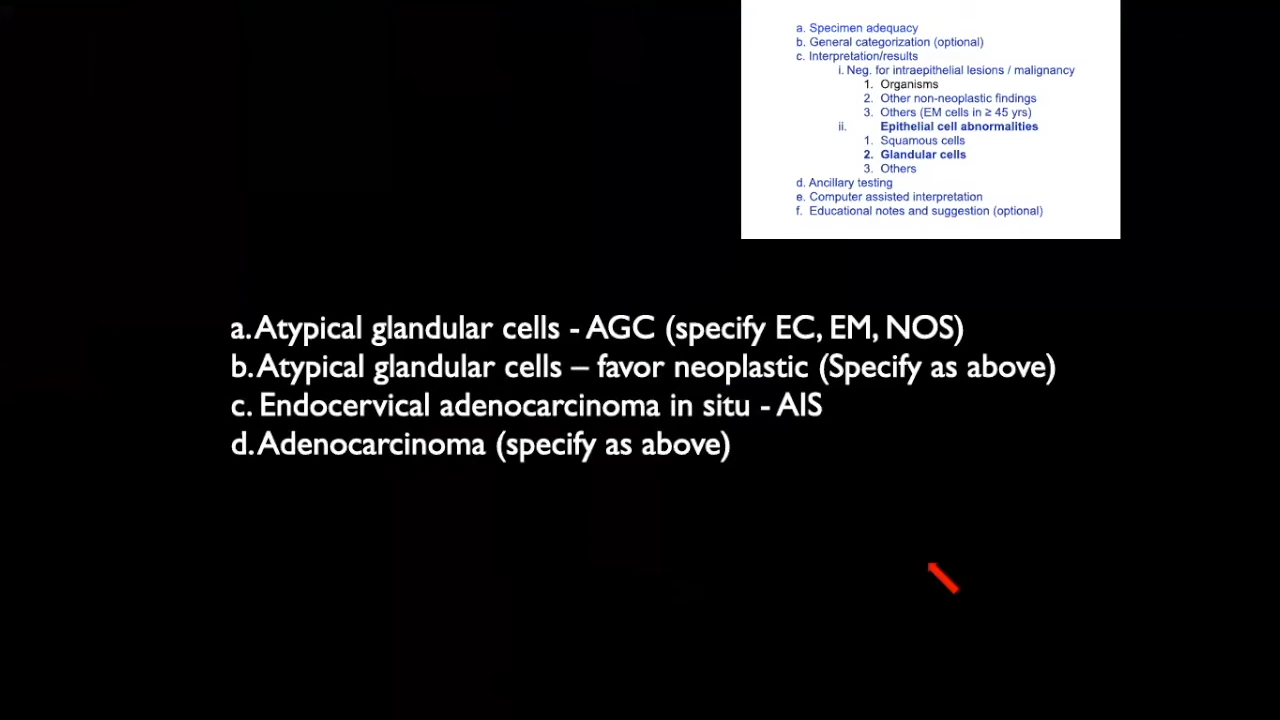 a. Specimen adequacy
b. General categorization (optional)
c. Interpretation/results
i. Neg. for intraepithelial lesions / malignancy
1. Organisms
2. Other non-neoplastic findings
3. Others (EM cells in ≥ 45 yrs)
ii. Epithelial cell abnormalities
1. Squamous cells
2. Glandular cells
3. Others
d. Ancillary testing
e. Computer assisted interpretation
f. Educational notes and suggestion (optional)
a. Atypical glandular cells - AGC (specify EC, EM, NOS)
b. Atypical glandular cells – favor neoplastic (Specify as above)
c. Endocervical adenocarcinoma in situ - AIS
d. Adenocarcinoma (specify as above)